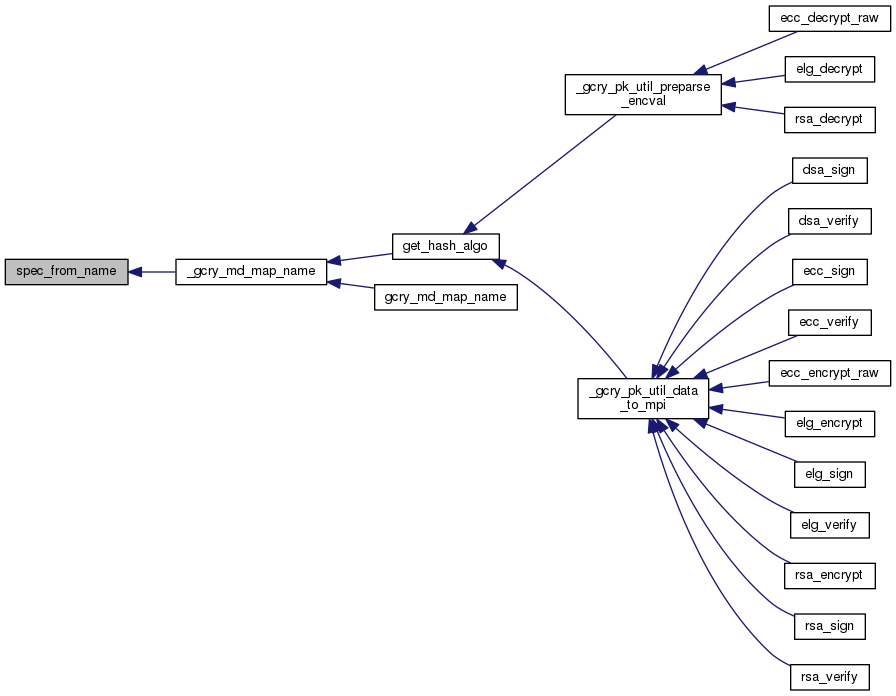 ecc_decrypt_raw
elg_decrypt
_gcry_pk_util_preparse
_encval
rsa_decrypt
dsa_sign
dsa_verify
get_hash_algo
spec_from_name
_gcry_md_map_name
ecc_sign
gcry_md_map_name
ecc_verify
ecc_encrypt_raw
_gcry_pk_util_data
_to_mpi
elg_encrypt
elg_sign
elg_verify
rsa_encrypt
rsa_sign
rsa_verify